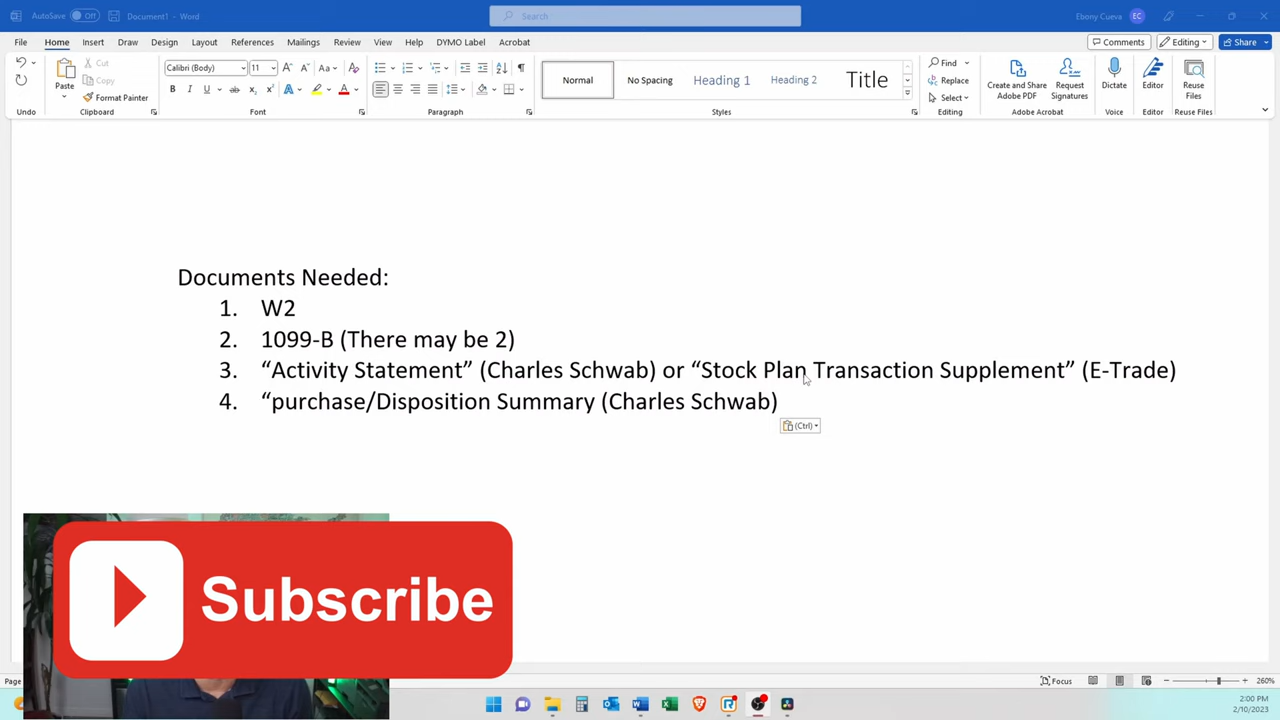 AutoSave Off Document1 - Word Search Ebony Cueva EC
File Home Insert Draw Design Layout References Mailings Review View Help DYMO Label Acrobat Comments Editing Share
Paste Cut Copy Format Painter
Calibri (Body) 11 Aa
Normal No Spacing Heading 1 Heading 2 Title
Find Replace Select
Create and Share Adobe PDF Request Signatures Dictate Editor Reuse Files
Undo Clipboard Font Paragraph Styles Editing Adobe Acrobat Voice Editor Reuse Files
Documents Needed:
1. W2
2. 1099-B (There may be 2)
3. “Activity Statement” (Charles Schwab) or “Stock Plan Transaction Supplement” (E-Trade)
4. “purchase/Disposition Summary (Charles Schwab)
(Ctrl)
Subscribe
Page Focus 260%
2:00 PM
2/10/2023